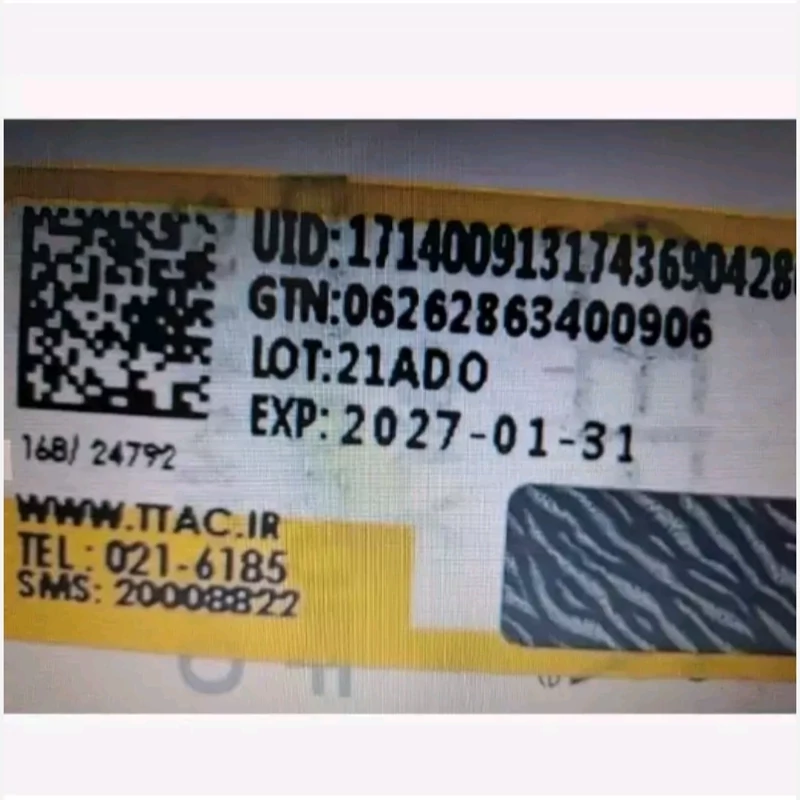 UID:1714009131743690428
GTN:06262863400906
LOT:21ADO
EXP: 2027-01-31
168/ 24792
WWW.TTAC.IR
TEL: 021-6185
SMS: 20008822